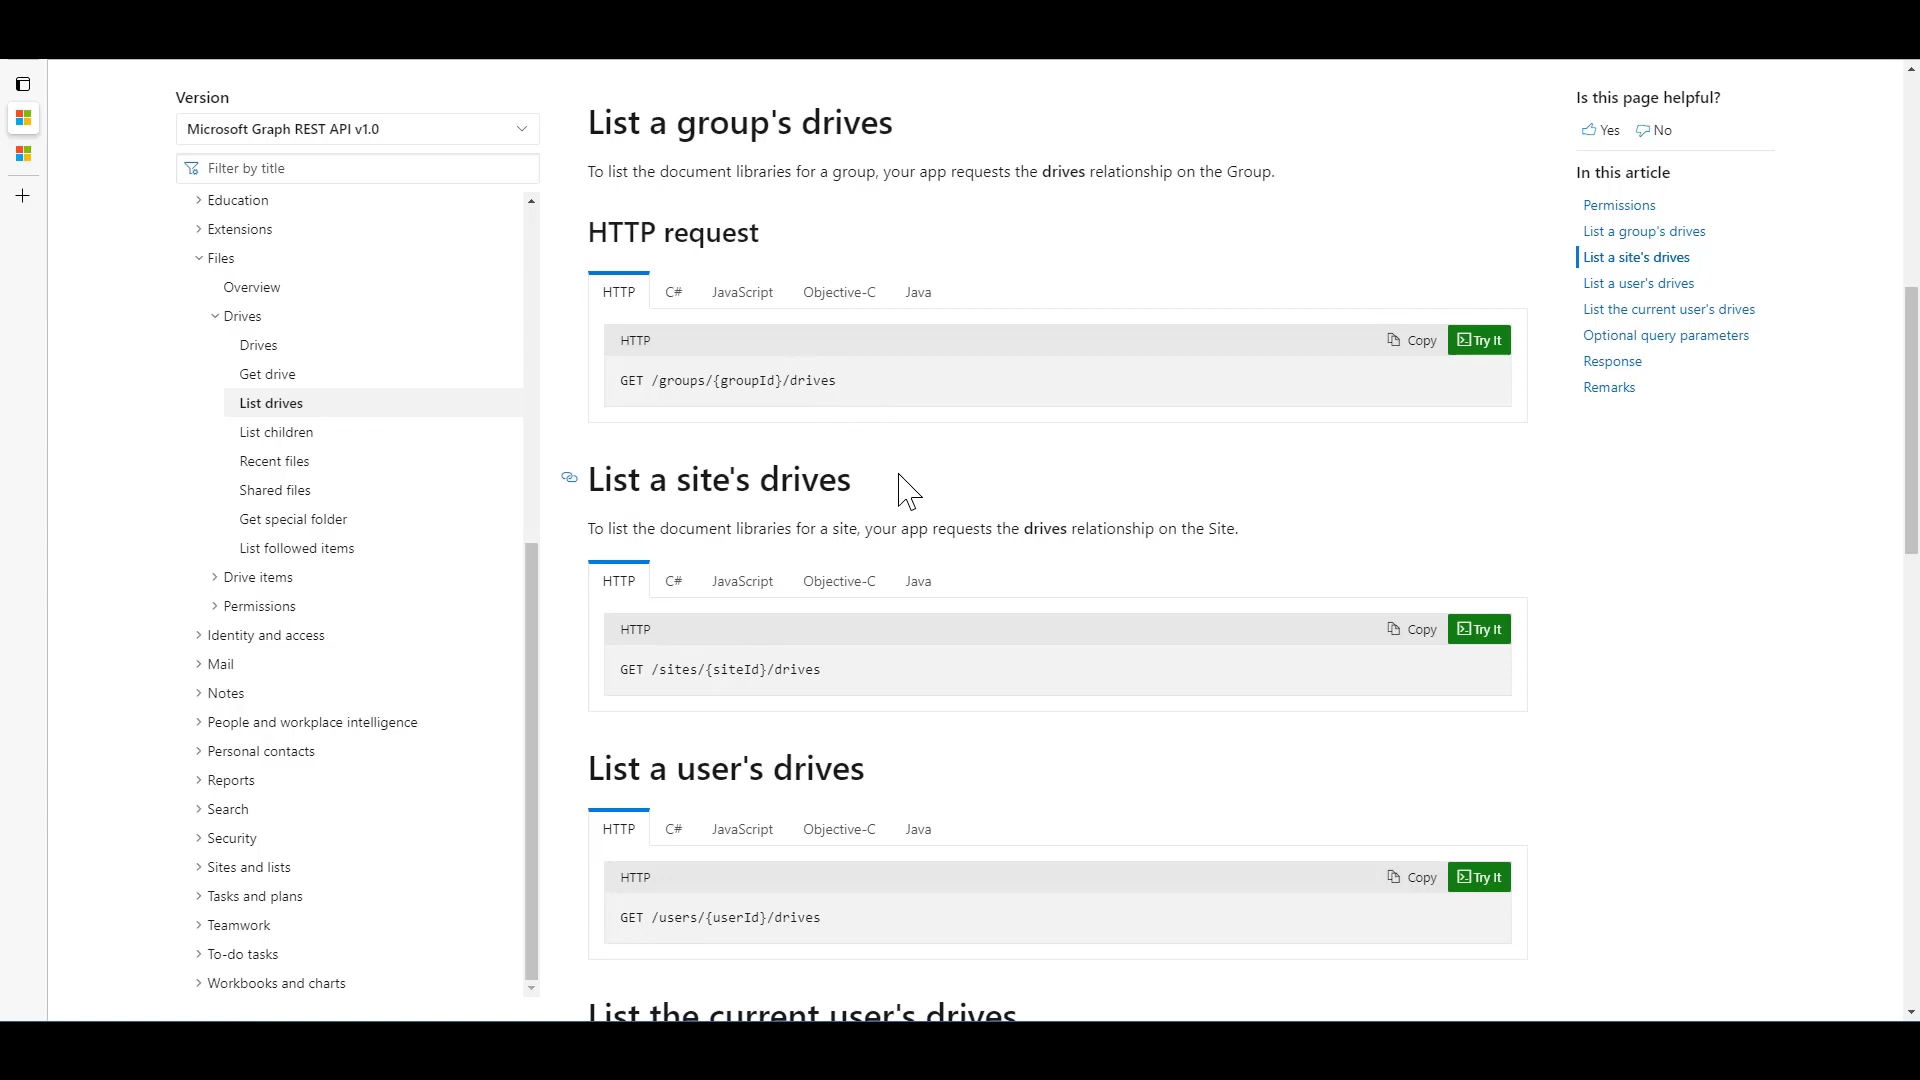 Version
Microsoft Graph REST API v1.0
Filter by title
Education
Extensions
Files
Overview
Drives
Drives
Get drive
List drives
List children
Recent files
Shared files
Get special folder
List followed items
Drive items
Permissions
Identity and access
Mail
Notes
People and workplace intelligence
Personal contacts
Reports
Search
Security
Sites and lists
Tasks and plans
Teamwork
To-do tasks
Workbooks and charts
List a group's drives
To list the document libraries for a group, your app requests the drives relationship on the Group.
HTTP request
HTTP C# JavaScript Objective-C Java
HTTP Copy Try It
GET /groups/{groupId}/drives
List a site's drives
To list the document libraries for a site, your app requests the drives relationship on the Site.
HTTP C# JavaScript Objective-C Java
HTTP Copy Try It
GET /sites/{siteId}/drives
List a user's drives
HTTP C# JavaScript Objective-C Java
HTTP Copy Try It
GET /users/{userId}/drives
List the current user's drives
Is this page helpful?
Yes No
In this article
Permissions
List a group's drives
List a site's drives
List a user's drives
List the current user's drives
Optional query parameters
Response
Remarks